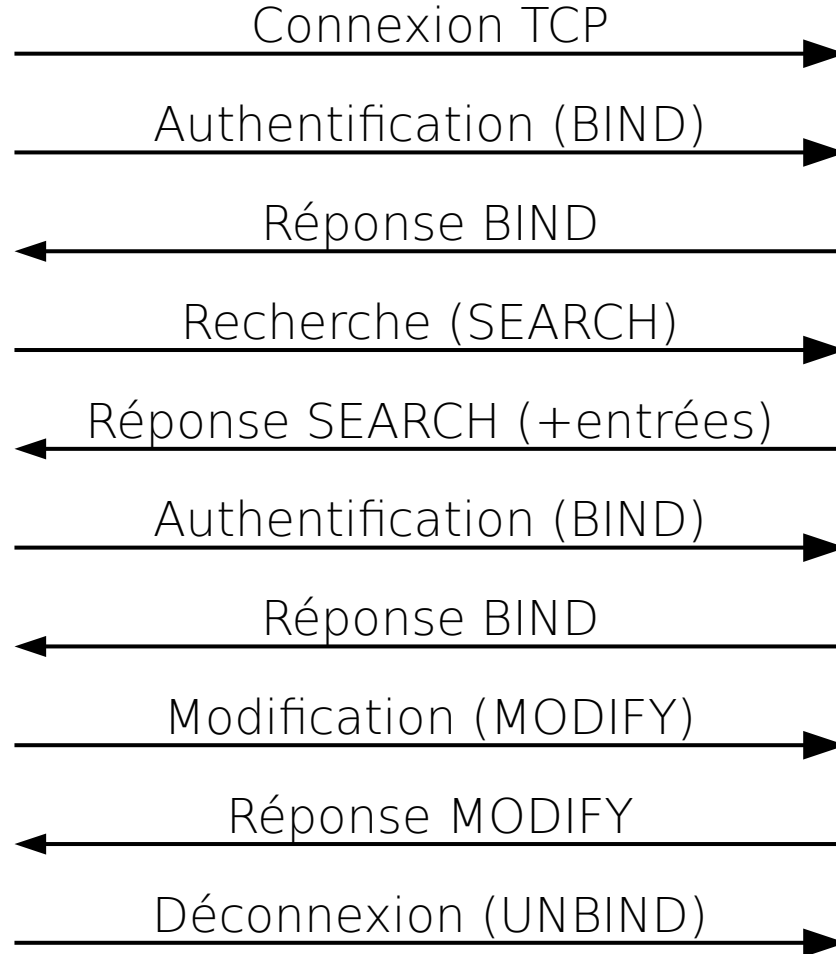 Connexion TCP
Authentification (BIND)
Réponse BIND
Recherche (SEARCH)
Réponse SEARCH (+entrées)
Authentification (BIND)
Réponse BIND
Modification (MODIFY)
Réponse MODIFY
Déconnexion (UNBIND)